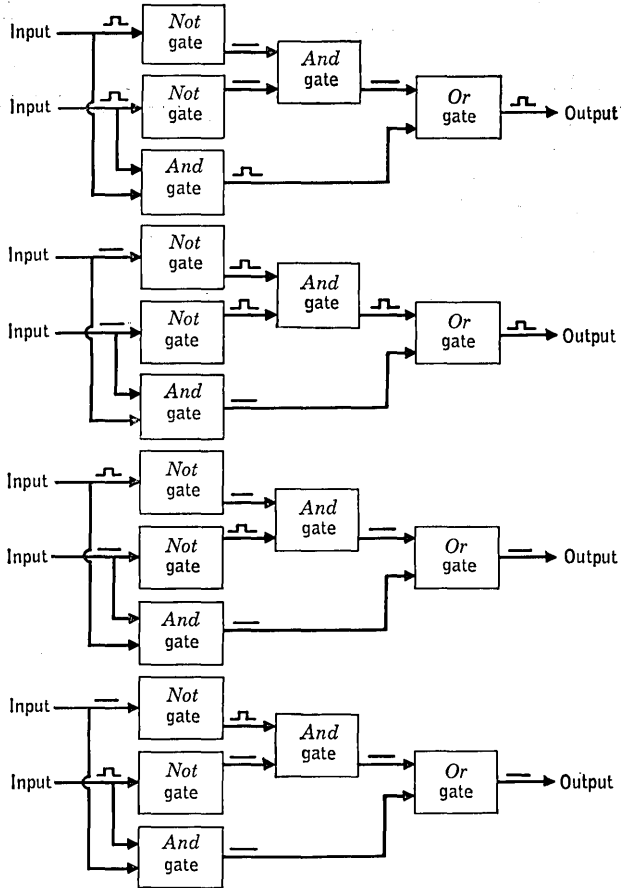 Input
Not
gate
And
gate
Input
Not
gate
Or
gate
Output
And
gate
Input
Not
gate
And
gate
Input
Not
gate
Or
gate
Output
And
gate
Input
Not
gate
And
gate
Input
Not
gate
Or
gate
Output
And
gate
Input
Not
gate
And
gate
Input
Not
gate
Or
gate
Output
And
gate